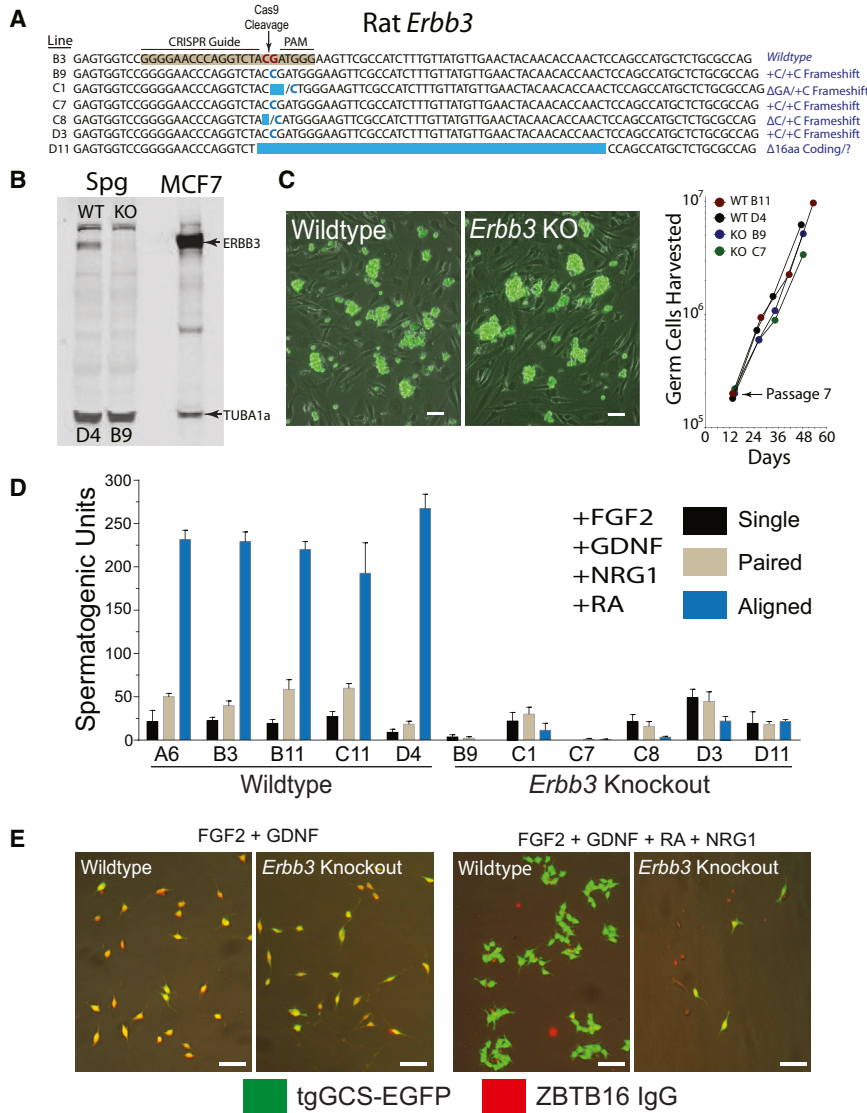 A
Rat Erbb3
Cas9
Cleavage
Line
CRISPR Guide
PAM
B3 GAGTGGTCCGGGGAACCCAGGTCTACGATGGGAAGTTCGCCATCTTTGTTATGTTGAACTACAACACCAACTCCAGCCATGCTCTGCGCCAG Wildtype
B9 GAGTGGTCCGGGGAACCCAGGTCTACCGATGGGAAGTTCGCCATCTTTGTTATGTTGAACTACAACACCAACTCCAGCCATGCTCTGCGCCAG +C/+C Frameshift
C1 GAGTGGTCCGGGGAACCCAGGTCTAC /CTGGGAAGTTCGCCATCTTTGTTATGTTGAACTACAACACCAACTCCAGCCATGCTCTGCGCCAG ΔGA/+C Frameshift
C7 GAGTGGTCCGGGGAACCCAGGTCTACCGATGGGAAGTTCGCCATCTTTGTTATGTTGAACTACAACACCAACTCCAGCCATGCTCTGCGCCAG +C/+C Frameshift
C8 GAGTGGTCCGGGGAACCCAGGTCTA /CATGGGAAGTTCGCCATCTTTGTTATGTTGAACTACAACACCAACTCCAGCCATGCTCTGCGCCAG ΔC/+C Frameshift
D3 GAGTGGTCCGGGGAACCCAGGTCTACCGATGGGAAGTTCGCCATCTTTGTTATGTTGAACTACAACACCAACTCCAGCCATGCTCTGCGCCAG +C/+C Frameshift
D11 GAGTGGTCCGGGGAACCCAGGTCT CCAGCCATGCTCTGCGCCAG Δ16aa Coding/?
B
Spg MCF7
WT KO
ERBB3
TUBA1a
D4 B9
C
Wildtype
Erbb3 KO
Germ Cells Harvested
10^7
10^6
10^5
WT B11
WT D4
KO B9
KO C7
Passage 7
0 12 24 36 48 60
Days
D
Spermatogenic Units
300
250
200
150
100
50
0
+FGF2
+GDNF
+NRG1
+RA
Single
Paired
Aligned
A6 B3 B11 C11 D4 B9 C1 C7 C8 D3 D11
Wildtype
Erbb3 Knockout
E
FGF2 + GDNF
FGF2 + GDNF + RA + NRG1
Wildtype
Erbb3 Knockout
Wildtype
Erbb3 Knockout
tgGCS-EGFP
ZBTB16 IgG